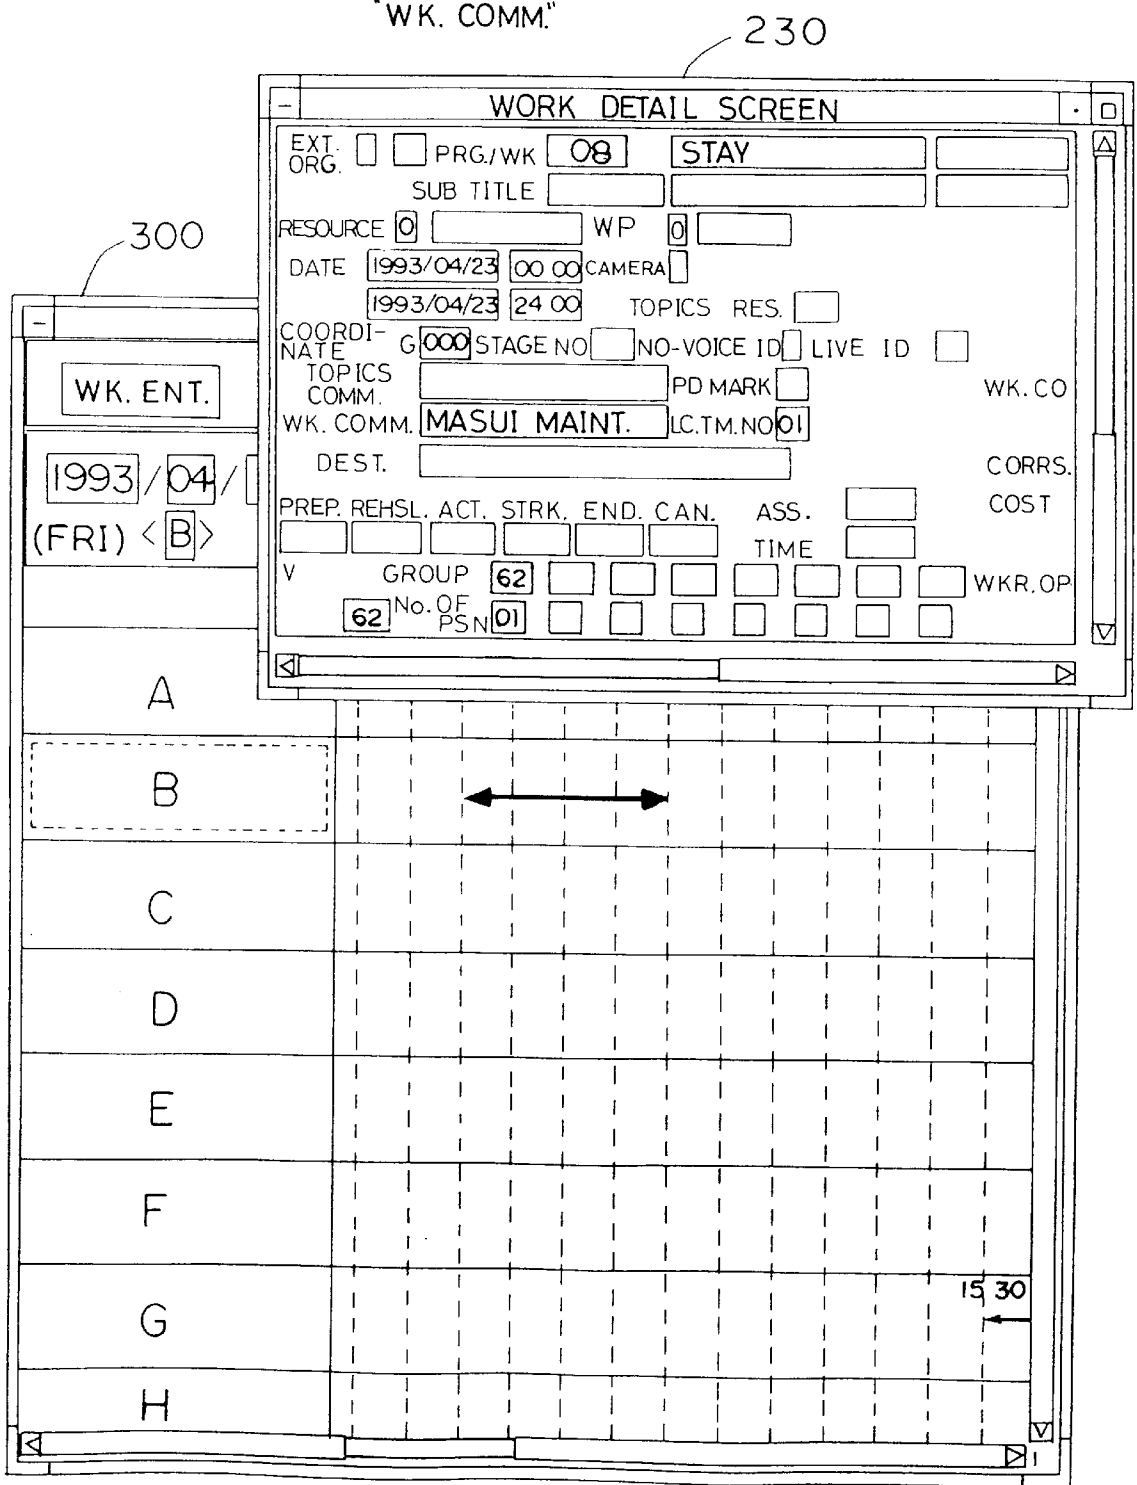 "WK. COMM."
230
WORK DETAIL SCREEN
EXT. ORG. PRG./WK 08 STAY
SUB TITLE
RESOURCE 0 WP 0
300
DATE 1993/04/23 00 00 CAMERA
1993/04/23 24 00 TOPICS RES.
COORDI-NATE G 000 STAGE NO NO-VOICE ID LIVE ID
TOPICS COMM. PD MARK WK.CO
WK. ENT.
WK. COMM. MASUI MAINT. LC.TM.NO 01
DEST. CORRS.
1993/04/
COST
PREP. REHSL. ACT. STRK. END. CAN. ASS.
(FRI) <B>
TIME
V GROUP 62 WKR.OP
62 No. OF PSN 01
A
B
C
D
E
F
G 15 30
H